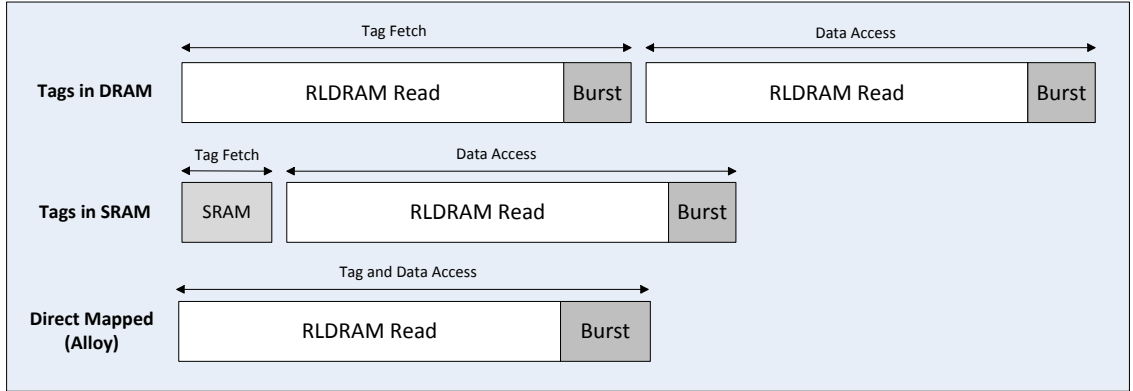 Tag Fetch Data Access
Tags in DRAM RLDRAM Read Burst RLDRAM Read Burst
Tag Fetch Data Access
Tags in SRAM SRAM RLDRAM Read Burst
Tag and Data Access
Direct Mapped
(Alloy)
RLDRAM Read Burst